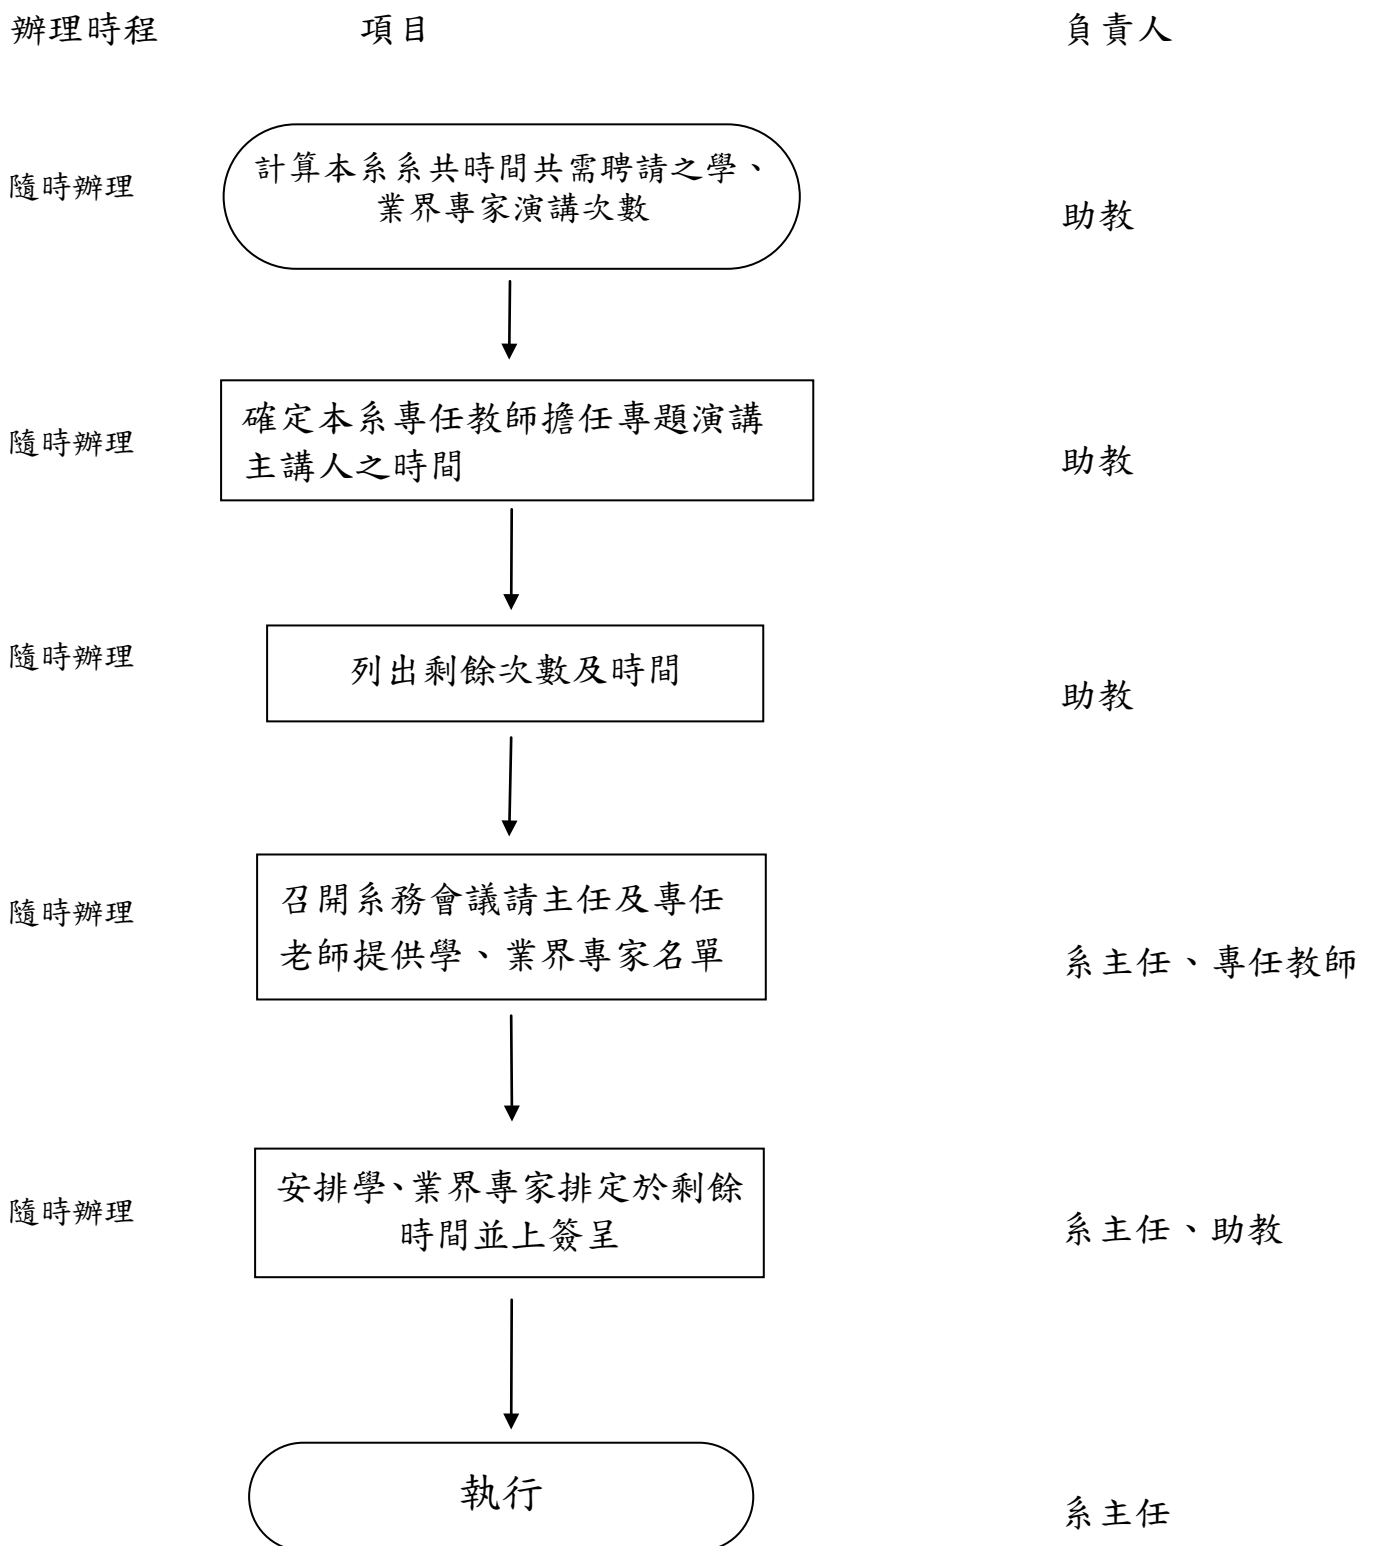 辦理時程 項目 負責人
隨時辦理
計算本系系共時間共需聘請之學、
業界專家演講次數
助教
隨時辦理
確定本系專任教師擔任專題演講
主講人之時間
助教
隨時辦理
列出剩餘次數及時間
助教
隨時辦理
召開系務會議請主任及專任
老師提供學、業界專家名單
系主任、專任教師
隨時辦理
安排學、業界專家排定於剩餘
時間並上簽呈
系主任、助教
執行
系主任